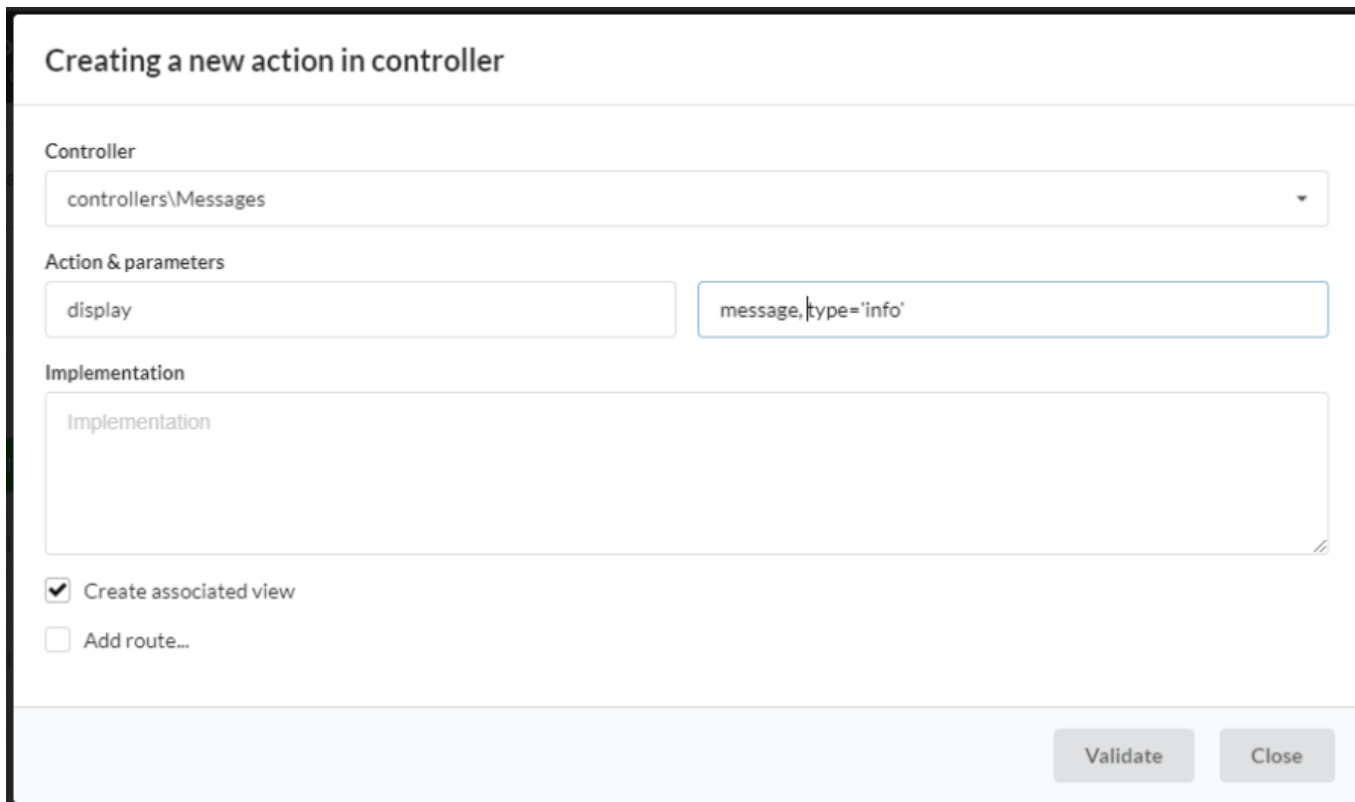 Creating a new action in controller
Controller
controllers\Messages
Action & parameters
display
message,type='info'
Implementation
Implementation
Create associated view
Add route...
Validate
Close